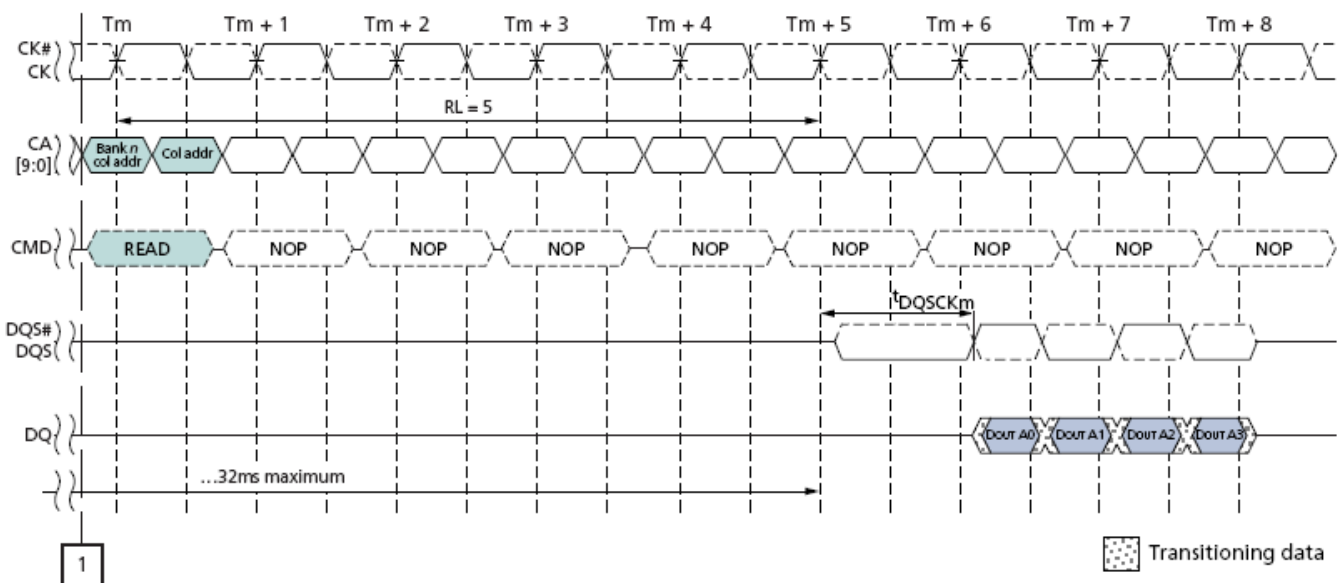 Tm Tm + 1 Tm + 2 Tm + 3 Tm + 4 Tm + 5 Tm + 6 Tm + 7 Tm + 8
CK#
CK
RL = 5
CA
[9:0]
Bank n
col addr
Col addr
CMD READ NOP NOP NOP NOP NOP NOP NOP NOP
tDQSCKm
DQS#
DQS
DQ DOUT A0 DOUT A1 DOUT A2 DOUT A3
...32ms maximum
1
Transitioning data